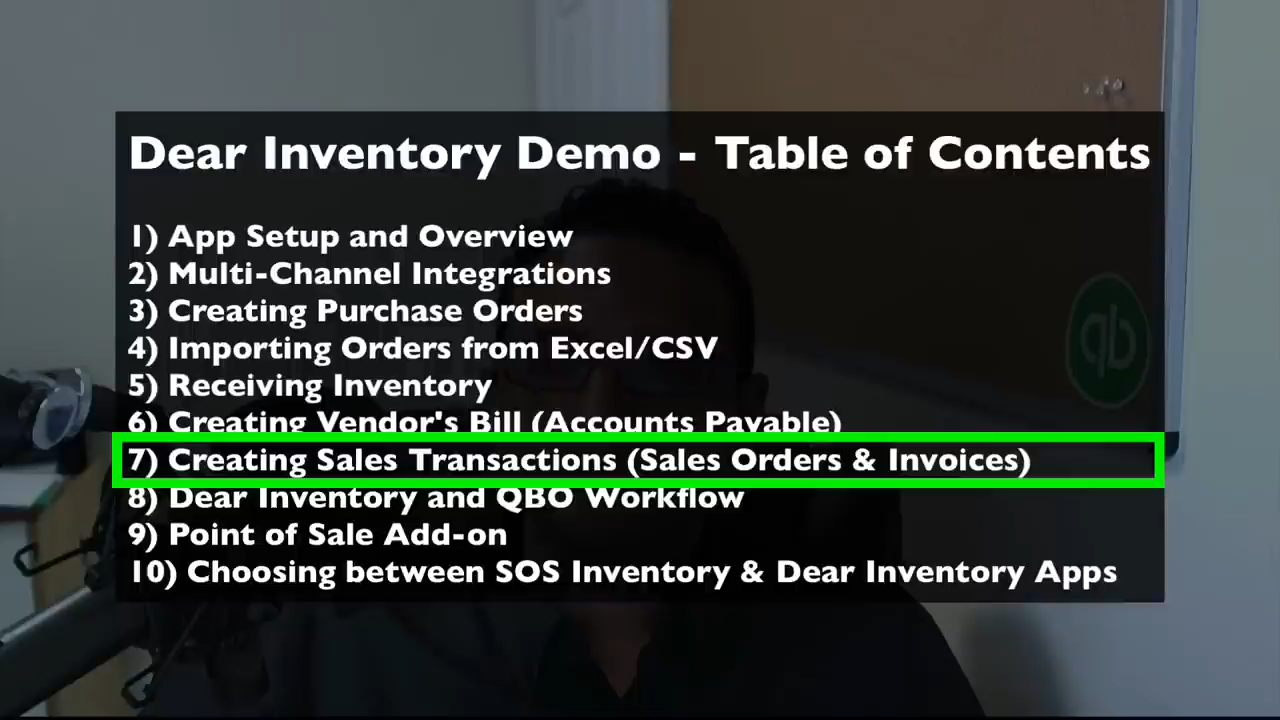 Dear Inventory Demo - Table of Contents
1) App Setup and Overview
2) Multi-Channel Integrations
3) Creating Purchase Orders
4) Importing Orders from Excel/CSV
5) Receiving Inventory
6) Creating Vendor's Bill (Accounts Payable)
7) Creating Sales Transactions (Sales Orders & Invoices)
8) Dear Inventory and QBO Workflow
9) Point of Sale Add-on
10) Choosing between SOS Inventory & Dear Inventory Apps
qb